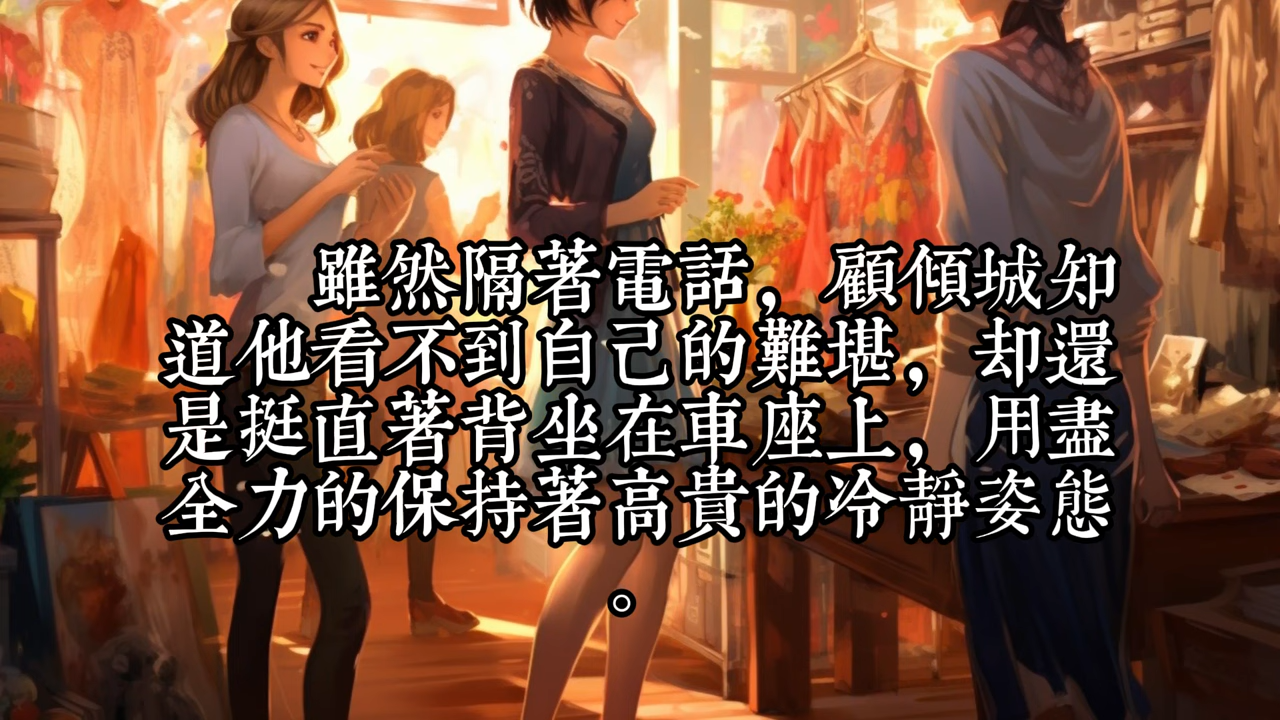 雖然隔著電話，顧傾城知
道他看不到自己的難堪，却還
是挺直著背坐在車座上，用盡
全力的保持著高貴的冷靜姿態
。